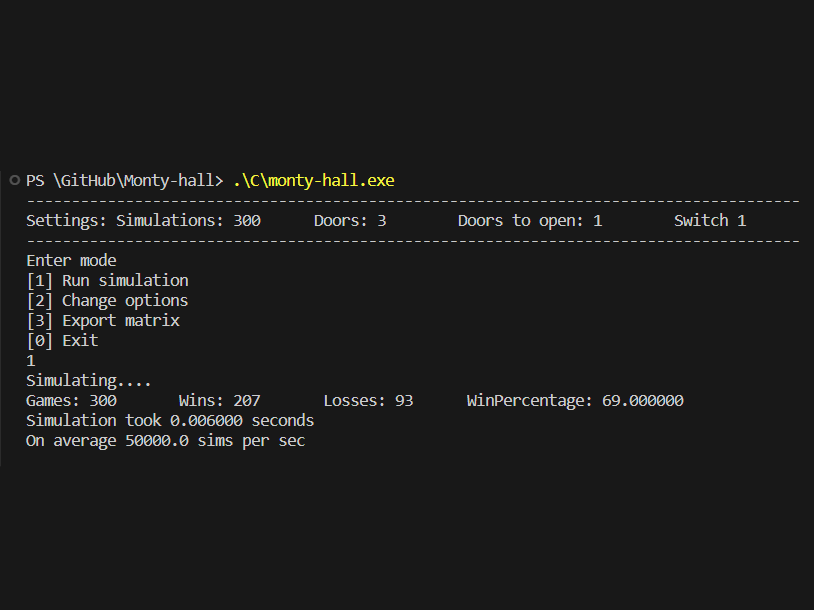 PS \GitHub\Monty-hall> .\C\monty-hall.exe
--------------------------------------------------------------------------------------
Settings: Simulations: 300      Doors: 3        Doors to open: 1        Switch 1
--------------------------------------------------------------------------------------
Enter mode
[1] Run simulation
[2] Change options
[3] Export matrix
[0] Exit
1
Simulating....
Games: 300       Wins: 207       Losses: 93      WinPercentage: 69.000000
Simulation took 0.006000 seconds
On average 50000.0 sims per sec